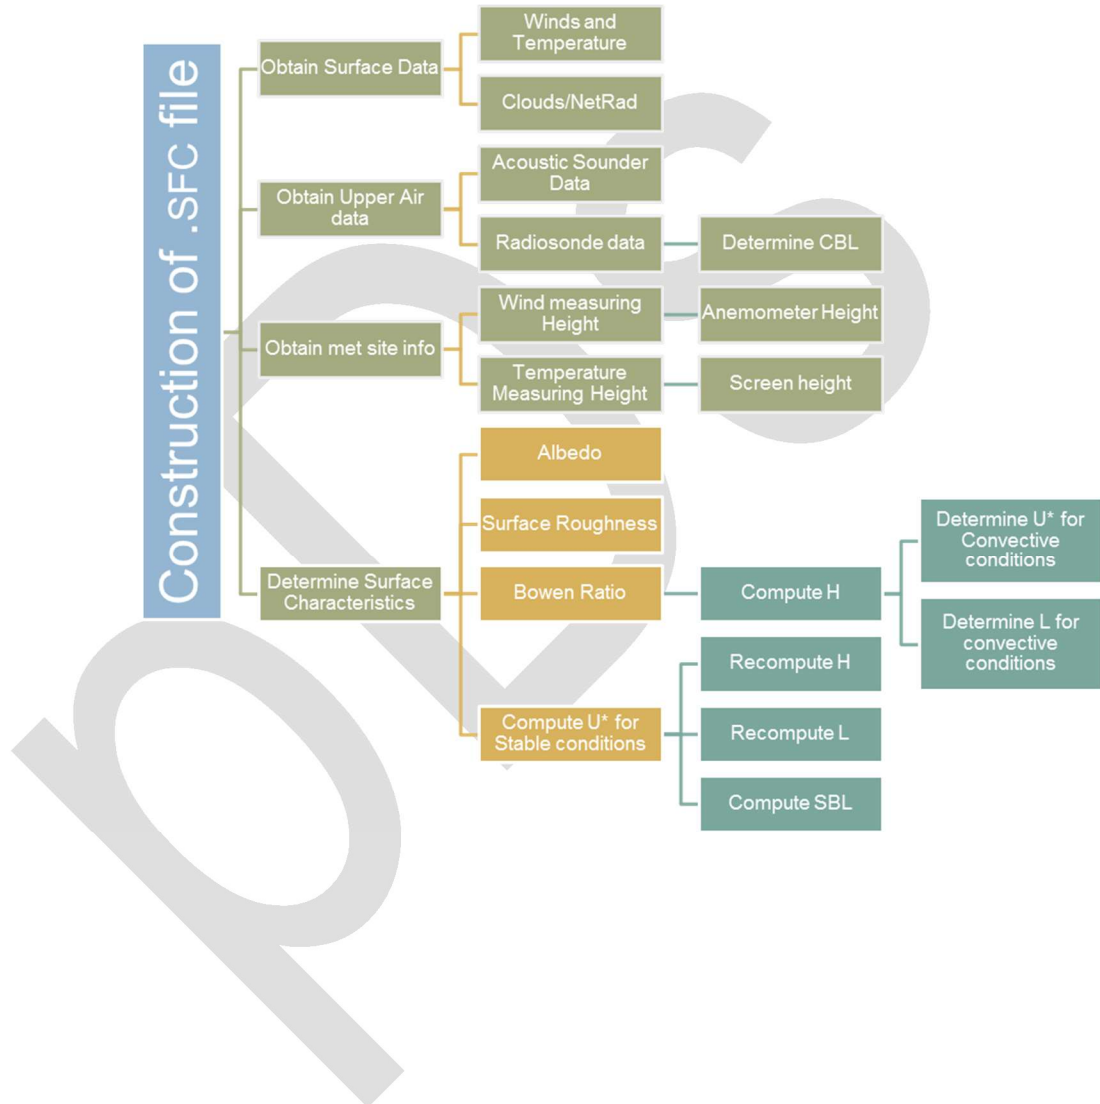 Construction of .SFC file
Obtain Surface Data
Winds and
Temperature
Clouds/NetRad
Obtain Upper Air
data
Acoustic Sounder
Data
Radiosonde data
Determine CBL
Obtain met site info
Wind measuring
Height
Anemometer Height
Temperature
Measuring Height
Screen height
Determine Surface
Characteristics
Albedo
Surface Roughness
Bowen Ratio
Compute H
Determine U* for
Convective
conditions
Determine L for
convective
conditions
Compute U* for
Stable conditions
Recompute H
Recompute L
Compute SBL